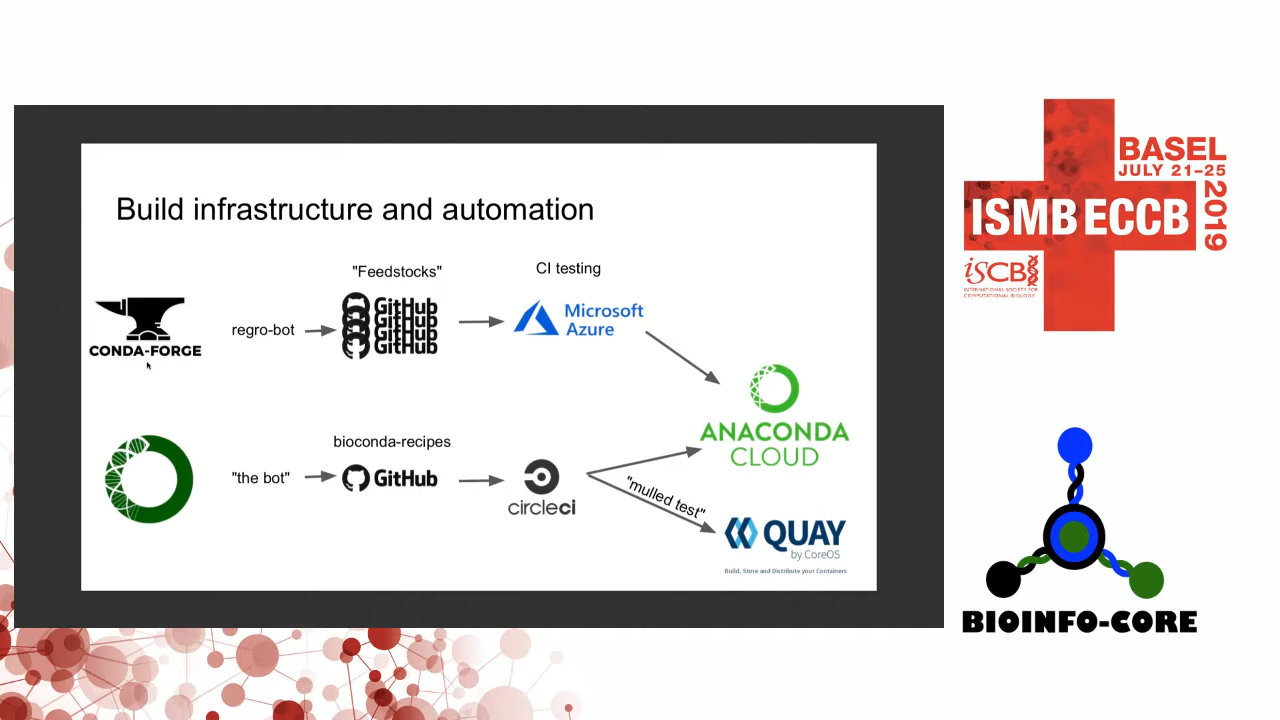 Build infrastructure and automation
"Feedstocks"
CI testing
GitHub
GitHub
GitHub
GitHub
Microsoft
Azure
regro-bot
CONDA-FORGE
ANACONDA
CLOUD
bioconda-recipes
"the bot"
GitHub
circleci
"mulled test"
QUAY
by CoreOS
Build, Store and Distribute your Containers
BASEL
JULY 21–25
2019
ISMB ECCB
iSCB
INTERNATIONAL SOCIETY FOR
COMPUTATIONAL BIOLOGY
BIOINFO-CORE